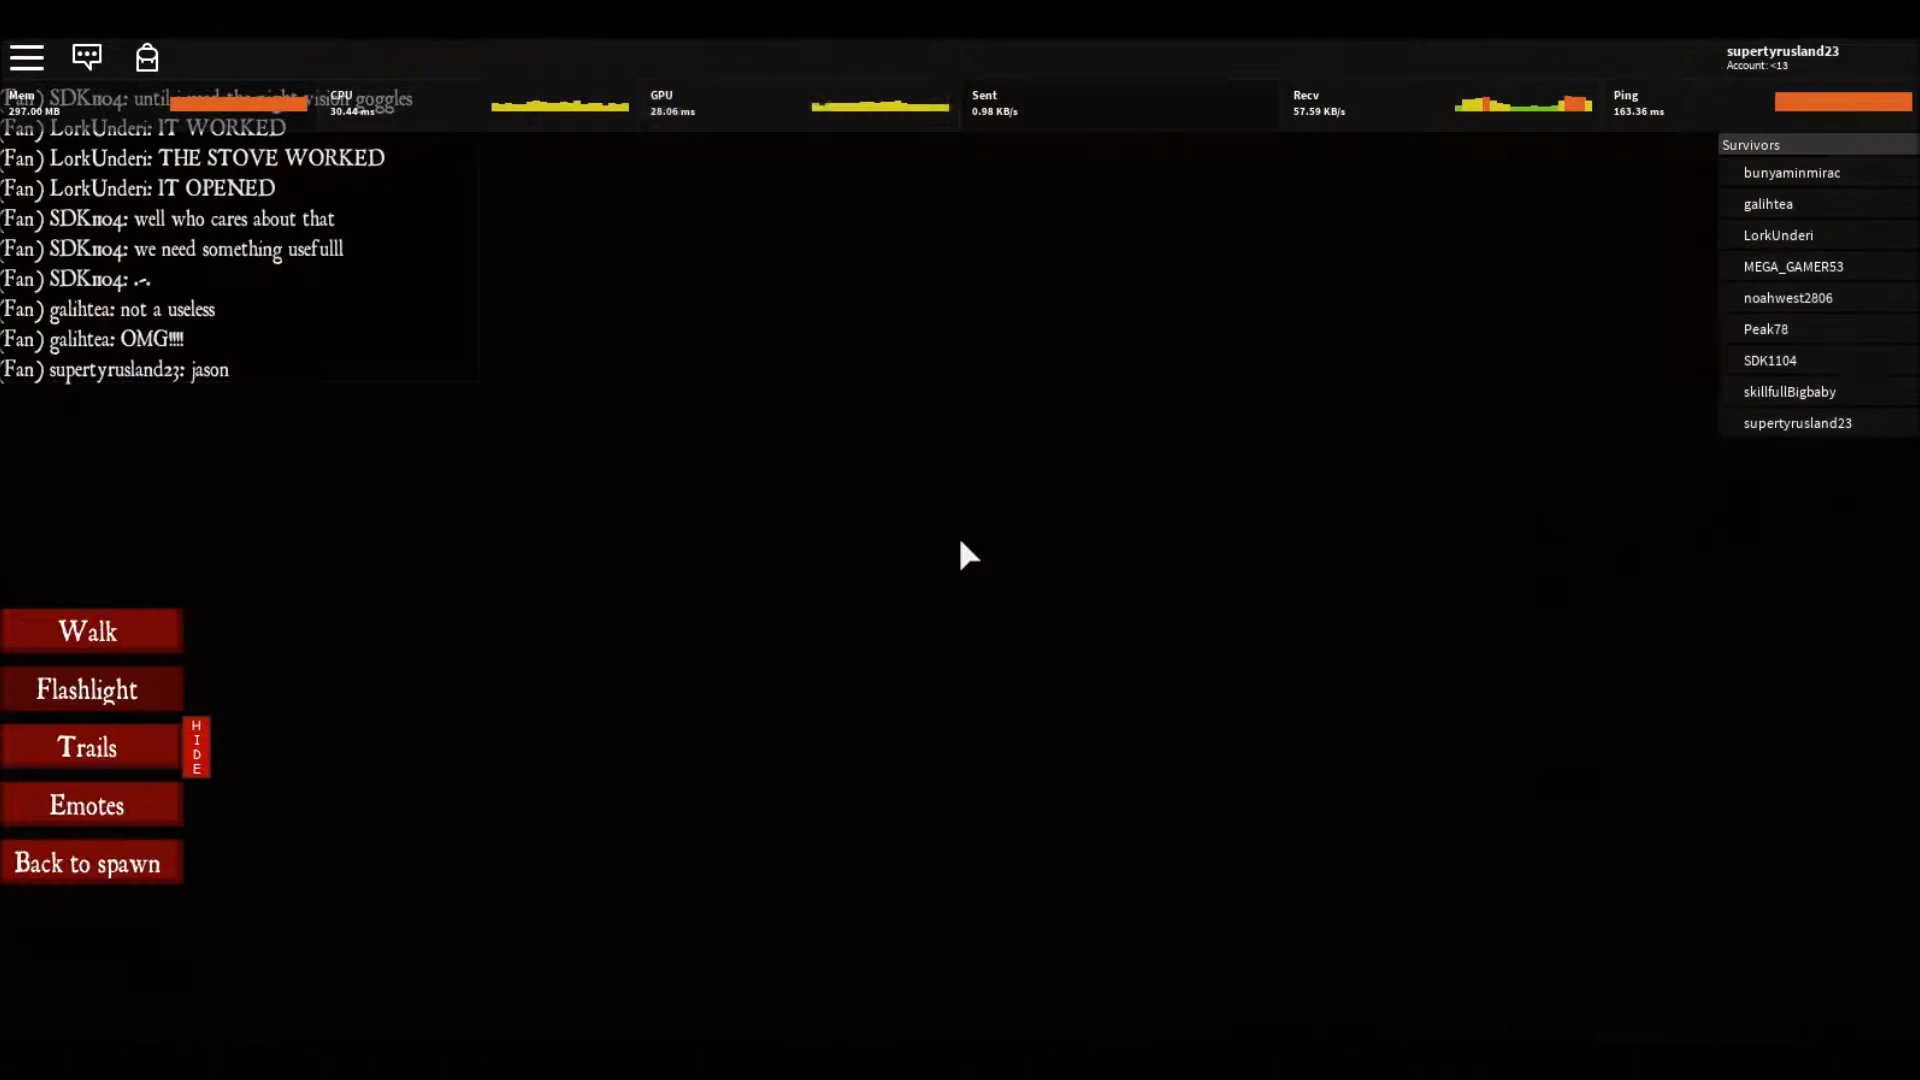 supertyrusland23
Account: <13
Mem
297.00 MB
CPU
30.44 ms
GPU
28.06 ms
Sent
0.98 KB/s
Recv
57.59 KB/s
Ping
163.36 ms
(Fan) SDK1104: until i used the night vision goggles
(Fan) LorkUnderi: IT WORKED
(Fan) LorkUnderi: THE STOVE WORKED
(Fan) LorkUnderi: IT OPENED
(Fan) SDK1104: well who cares about that
(Fan) SDK1104: we need something usefulll
(Fan) SDK1104: .-.
(Fan) galihtea: not a useless
(Fan) galihtea: OMG!!!!
(Fan) supertyrusland23: jason
Survivors
bunyaminmirac
galihtea
LorkUnderi
MEGA_GAMER53
noahwest2806
Peak78
SDK1104
skillfullBigbaby
supertyrusland23
Walk
Flashlight
Trails
HIDE
Emotes
Back to spawn